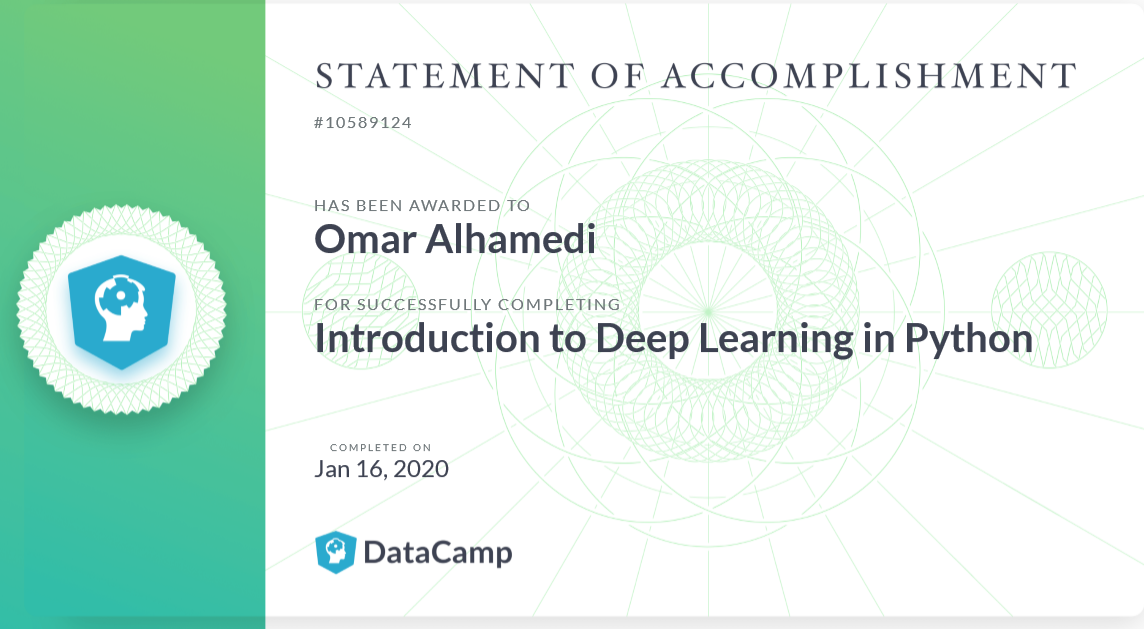 STATEMENT OF ACCOMPLISHMENT
#10589124
HAS BEEN AWARDED TO
Omar Alhamedi
FOR SUCCESSFULLY COMPLETING
Introduction to Deep Learning in Python
COMPLETED ON
Jan 16, 2020
DataCamp